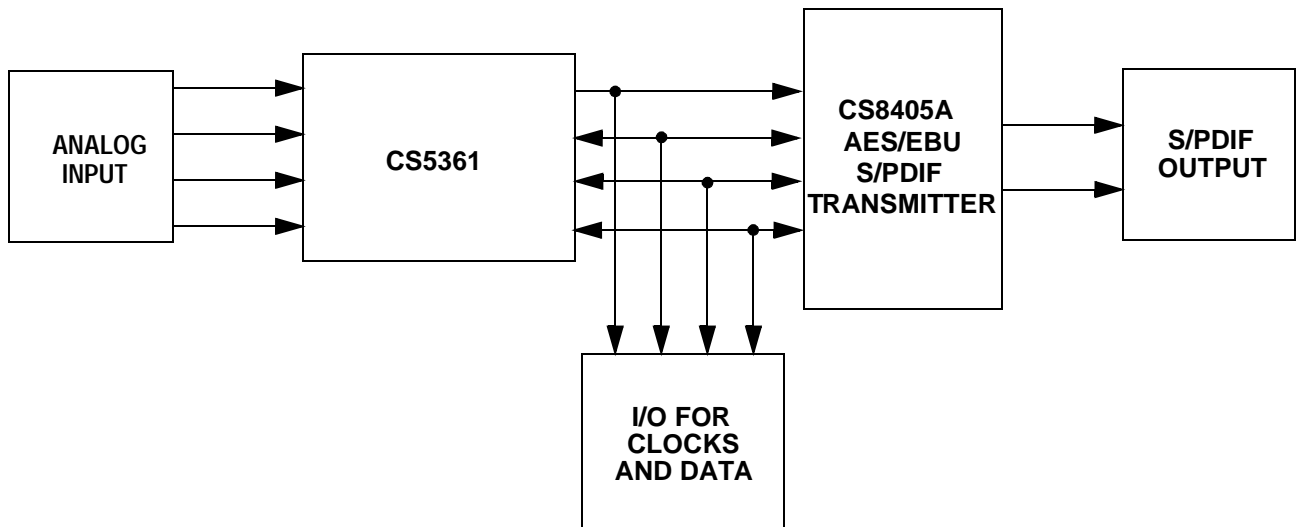 ANALOG
INPUT
CS5361
CS8405A
AES/EBU
S/PDIF
TRANSMITTER
S/PDIF
OUTPUT
I/O FOR
CLOCKS
AND DATA